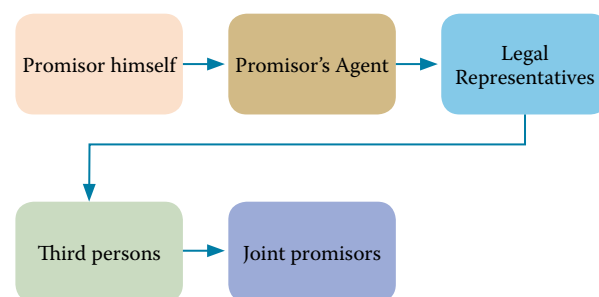 Promisor himself
Promisor’s Agent
Legal
Representatives
Third persons
Joint promisors